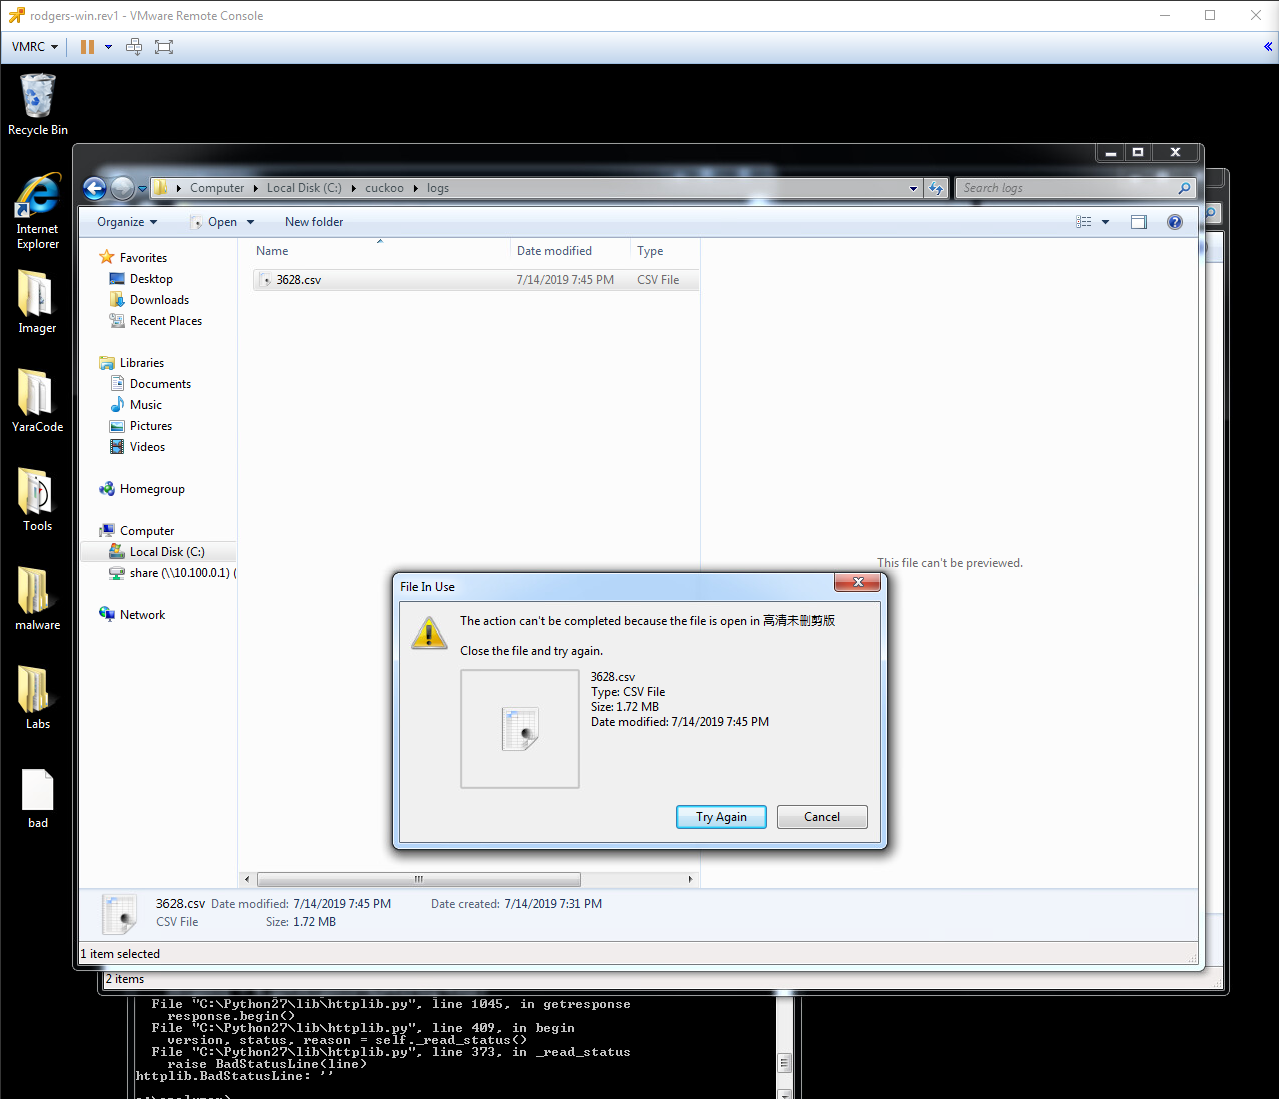 rodgers-win.rev1 - VMware Remote Console
VMRC
Recycle Bin
Internet Explorer
Imager
YaraCode
Tools
malware
Labs
bad
Computer Local Disk (C:) cuckoo logs
Search logs
Organize Open New folder
Favorites
Desktop
Downloads
Recent Places
Libraries
Documents
Music
Pictures
Videos
Homegroup
Computer
Local Disk (C:)
share (\\10.100.0.1) (
Network
Name Date modified Type
3628.csv 7/14/2019 7:45 PM CSV File
This file can't be previewed.
File In Use
The action can't be completed because the file is open in 高清未刪剪版
Close the file and try again.
3628.csv
Type: CSV File
Size: 1.72 MB
Date modified: 7/14/2019 7:45 PM
Try Again Cancel
3628.csv Date modified: 7/14/2019 7:45 PM Date created: 7/14/2019 7:31 PM
CSV File Size: 1.72 MB
1 item selected
2 items
File "C:\Python27\lib\httplib.py", line 1045, in getresponse
response.begin()
File "C:\Python27\lib\httplib.py", line 409, in begin
version, status, reason = self._read_status()
File "C:\Python27\lib\httplib.py", line 373, in _read_status
raise BadStatusLine(line)
httplib.BadStatusLine: ''